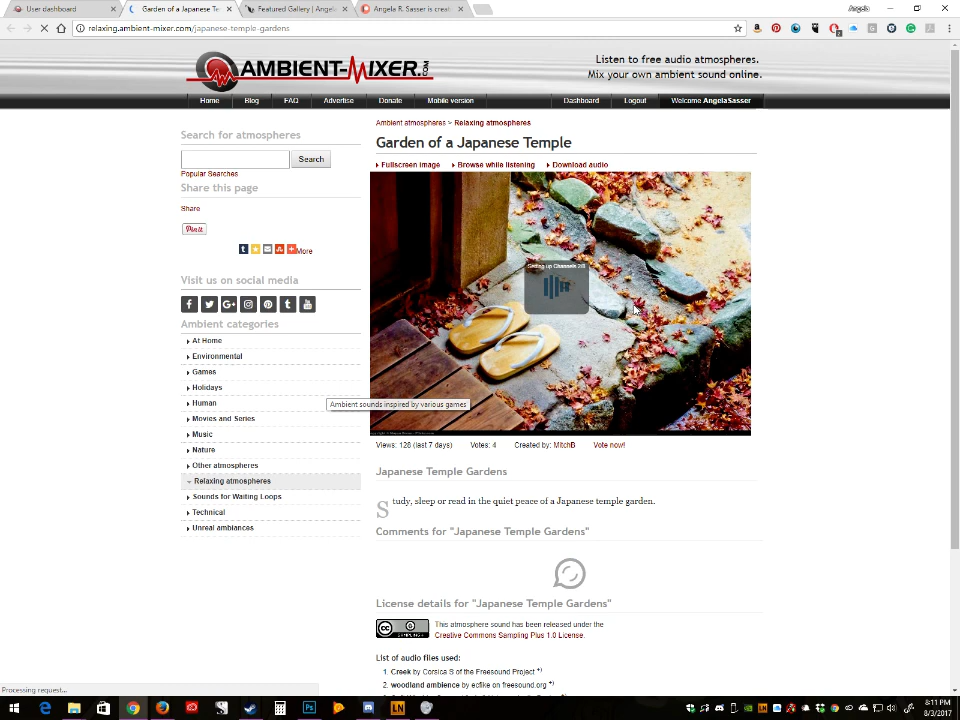 User dashboard
Garden of a Japanese Te
Featured Gallery | Angela
Angela R. Sasser is creat
Angela
relaxing.ambient-mixer.com/japanese-temple-gardens
AMBIENT-MIXER.COM
Listen to free audio atmospheres.
Mix your own ambient sound online.
Home Blog FAQ Advertise Donate Mobile version Dashboard Logout Welcome AngelaSasser
Search for atmospheres
Search
Popular Searches
Share this page
Share
Pin it
More
Visit us on social media
Ambient categories
At Home
Environmental
Games
Holidays
Human
Movies and Series
Music
Nature
Other atmospheres
Relaxing atmospheres
Sounds for Waiting Loops
Technical
Unreal ambiances
Ambient sounds inspired by various games
Ambient atmospheres > Relaxing atmospheres
Garden of a Japanese Temple
Fullscreen image Browse while listening Download audio
Setting up Channels 2/8
Views: 128 (last 7 days) Votes: 4 Created by: MitchB Vote now!
Japanese Temple Gardens
Study, sleep or read in the quiet peace of a Japanese temple garden.
Comments for "Japanese Temple Gardens"
License details for "Japanese Temple Gardens"
This atmosphere sound has been released under the
Creative Commons Sampling Plus 1.0 License.
List of audio files used:
1. Creek by Corsica S of the Freesound Project *)
2. woodland ambience by ecfike on freesound.org *)
Processing request...
8:11 PM
8/3/2017